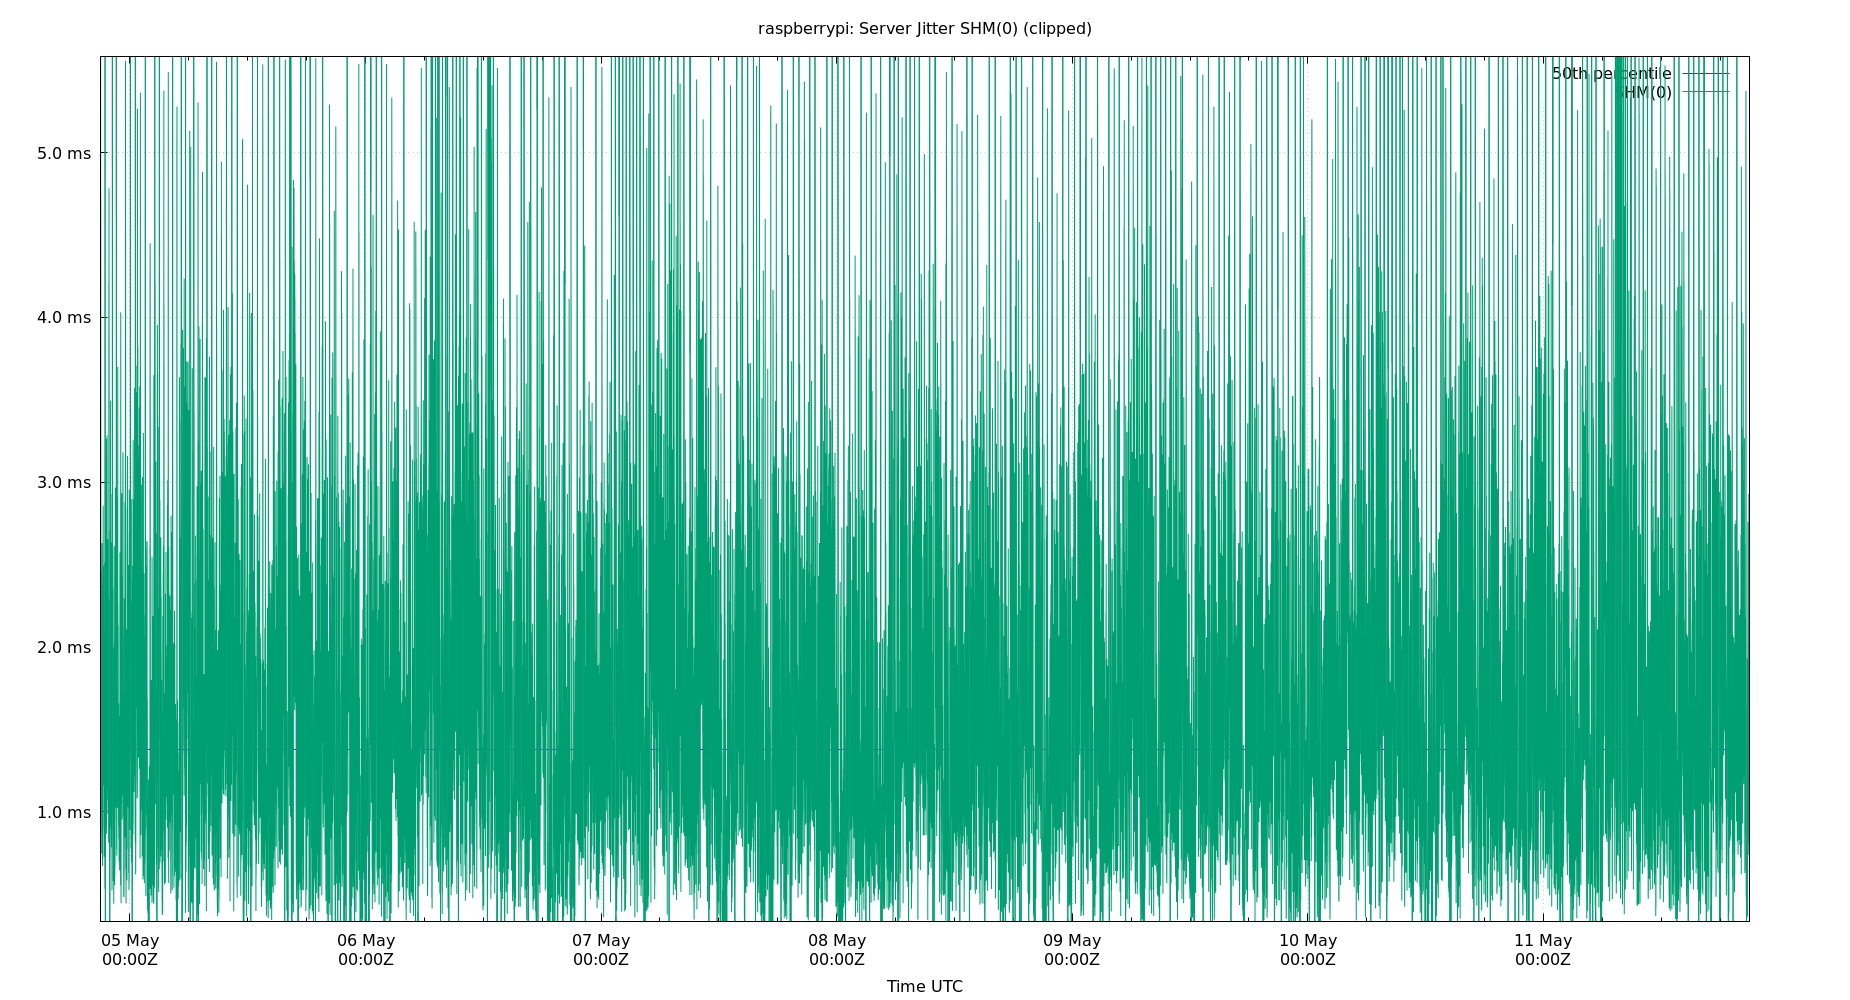 raspberrypi: Server Jitter SHM(0) (clipped)
50th percentile
SHM(0)
5.0 ms
4.0 ms
3.0 ms
2.0 ms
1.0 ms
05 May 06 May 07 May 08 May 09 May 10 May 11 May
00:00Z 00:00Z 00:00Z 00:00Z 00:00Z 00:00Z 00:00Z
Time UTC